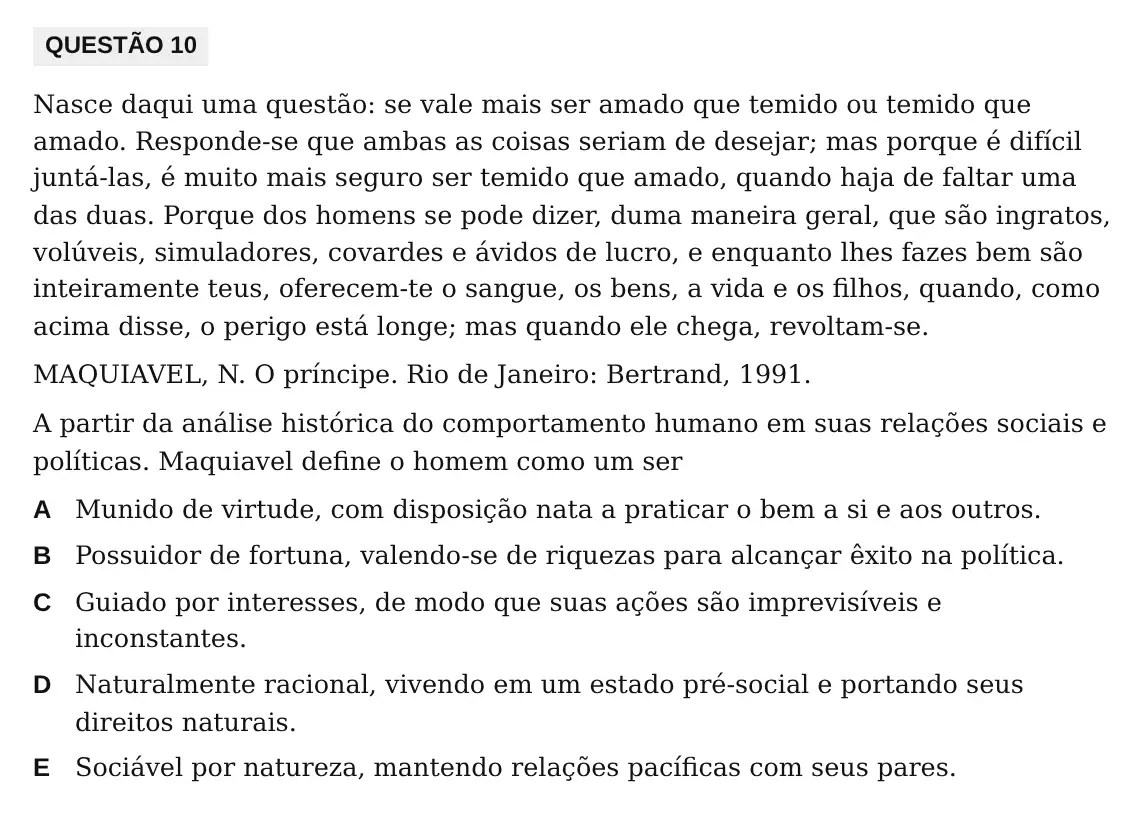 QUESTÃO 10
Nasce daqui uma questão: se vale mais ser amado que temido ou temido que
amado. Responde-se que ambas as coisas seriam de desejar; mas porque é difícil
juntá-las, é muito mais seguro ser temido que amado, quando haja de faltar uma
das duas. Porque dos homens se pode dizer, duma maneira geral, que são ingratos,
volúveis, simuladores, covardes e ávidos de lucro, e enquanto lhes fazes bem são
inteiramente teus, oferecem-te o sangue, os bens, a vida e os filhos, quando, como
acima disse, o perigo está longe; mas quando ele chega, revoltam-se.
MAQUIAVEL, N. O príncipe. Rio de Janeiro: Bertrand, 1991.
A partir da análise histórica do comportamento humano em suas relações sociais e
políticas. Maquiavel define o homem como um ser
A Munido de virtude, com disposição nata a praticar o bem a si e aos outros.
B Possuidor de fortuna, valendo-se de riquezas para alcançar êxito na política.
C Guiado por interesses, de modo que suas ações são imprevisíveis e
inconstantes.
D Naturalmente racional, vivendo em um estado pré-social e portando seus
direitos naturais.
E Sociável por natureza, mantendo relações pacíficas com seus pares.